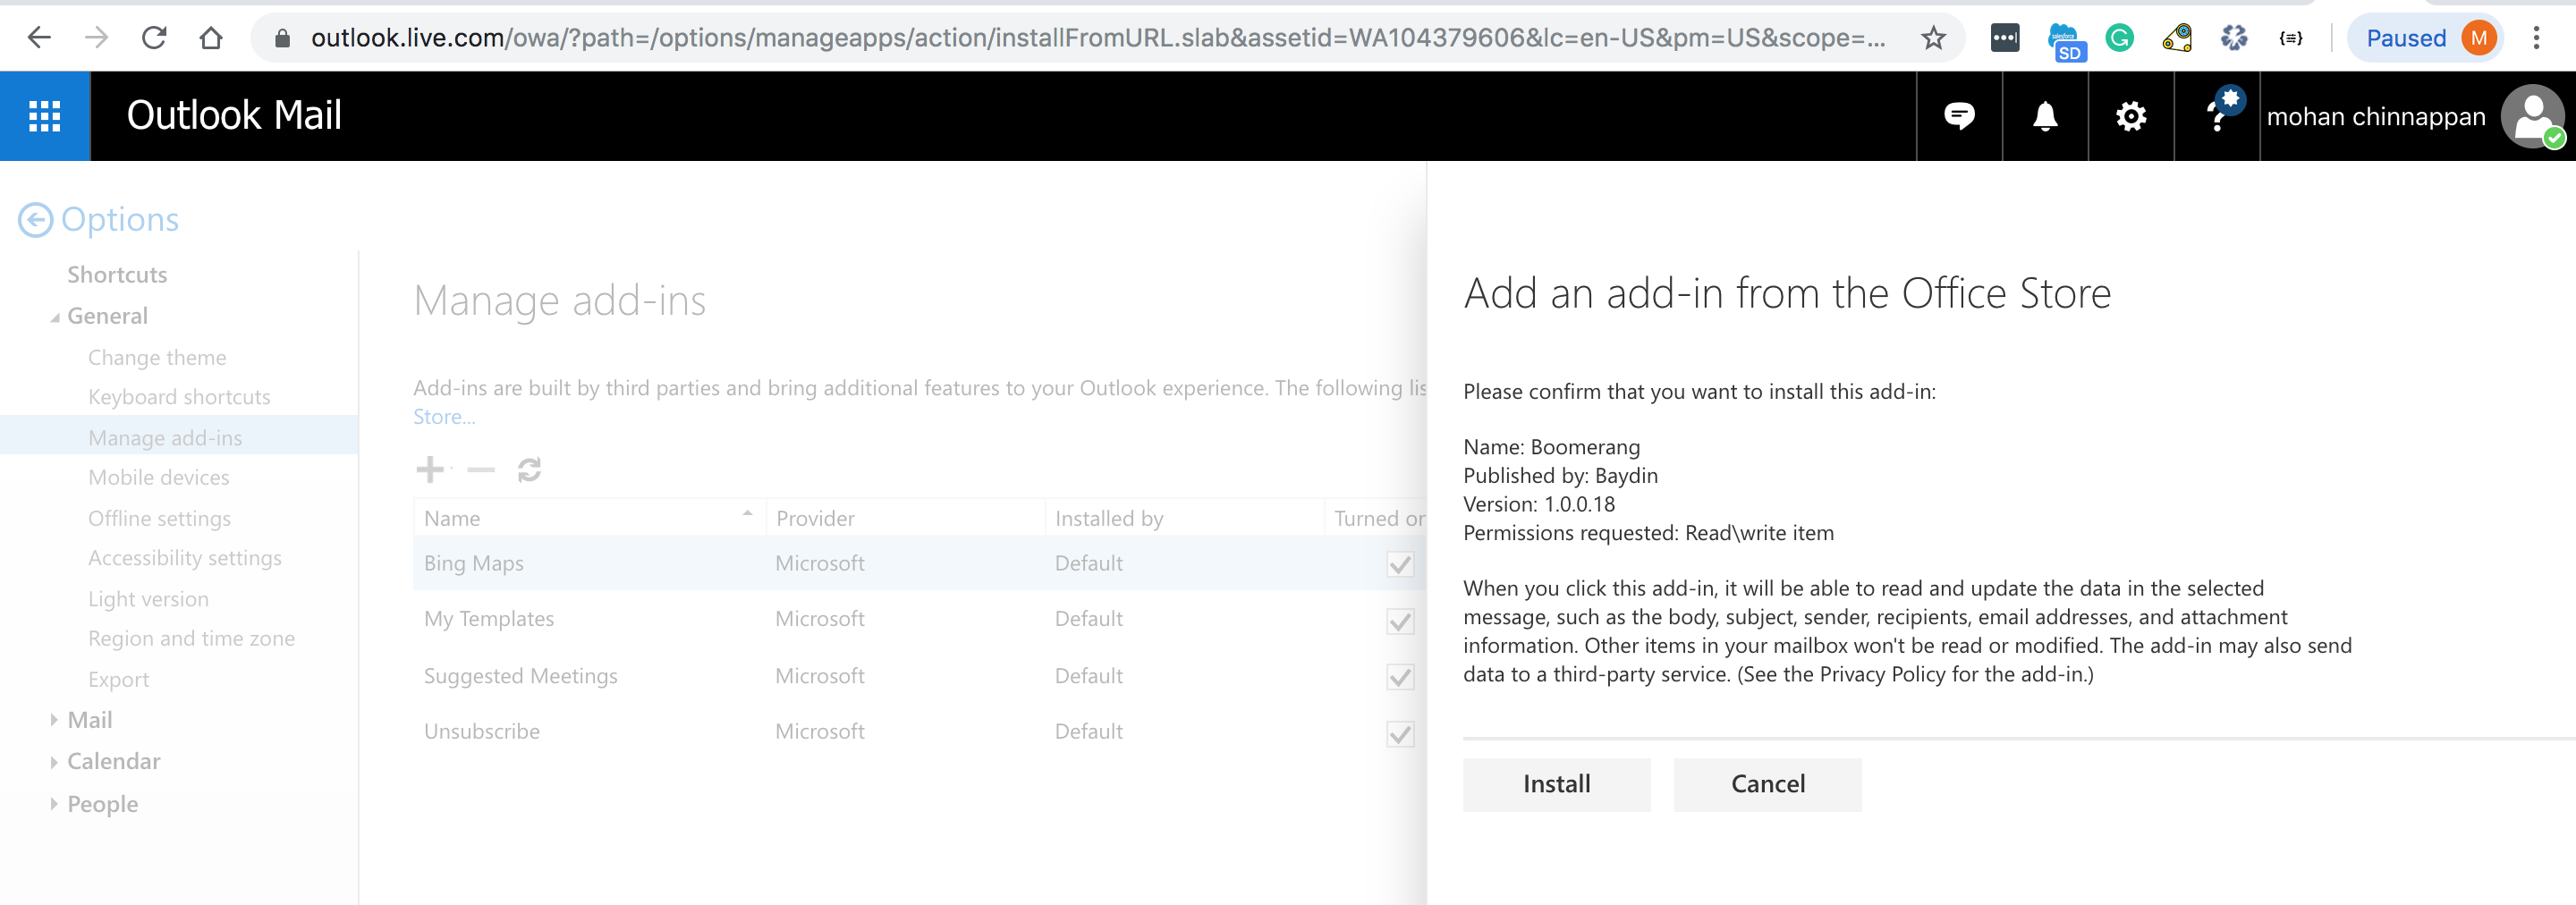 outlook.live.com/owa/?path=/options/manageapps/action/installFromURL.slab&assetid=WA104379606&lc=en-US&pm=US&scope=...
salesforce
SD
G
{≡}
Paused
M
Outlook Mail
?
mohan chinnappan
Options
Shortcuts
General
Change theme
Keyboard shortcuts
Manage add-ins
Mobile devices
Offline settings
Accessibility settings
Light version
Region and time zone
Export
Mail
Calendar
People
Manage add-ins
Add-ins are built by third parties and bring additional features to your Outlook experience. The following lis
Store...
Name Provider Installed by Turned on
Bing Maps Microsoft Default
My Templates Microsoft Default
Suggested Meetings Microsoft Default
Unsubscribe Microsoft Default
Add an add-in from the Office Store
Please confirm that you want to install this add-in:
Name: Boomerang
Published by: Baydin
Version: 1.0.0.18
Permissions requested: Read\write item
When you click this add-in, it will be able to read and update the data in the selected
message, such as the body, subject, sender, recipients, email addresses, and attachment
information. Other items in your mailbox won't be read or modified. The add-in may also send
data to a third-party service. (See the Privacy Policy for the add-in.)
Install Cancel